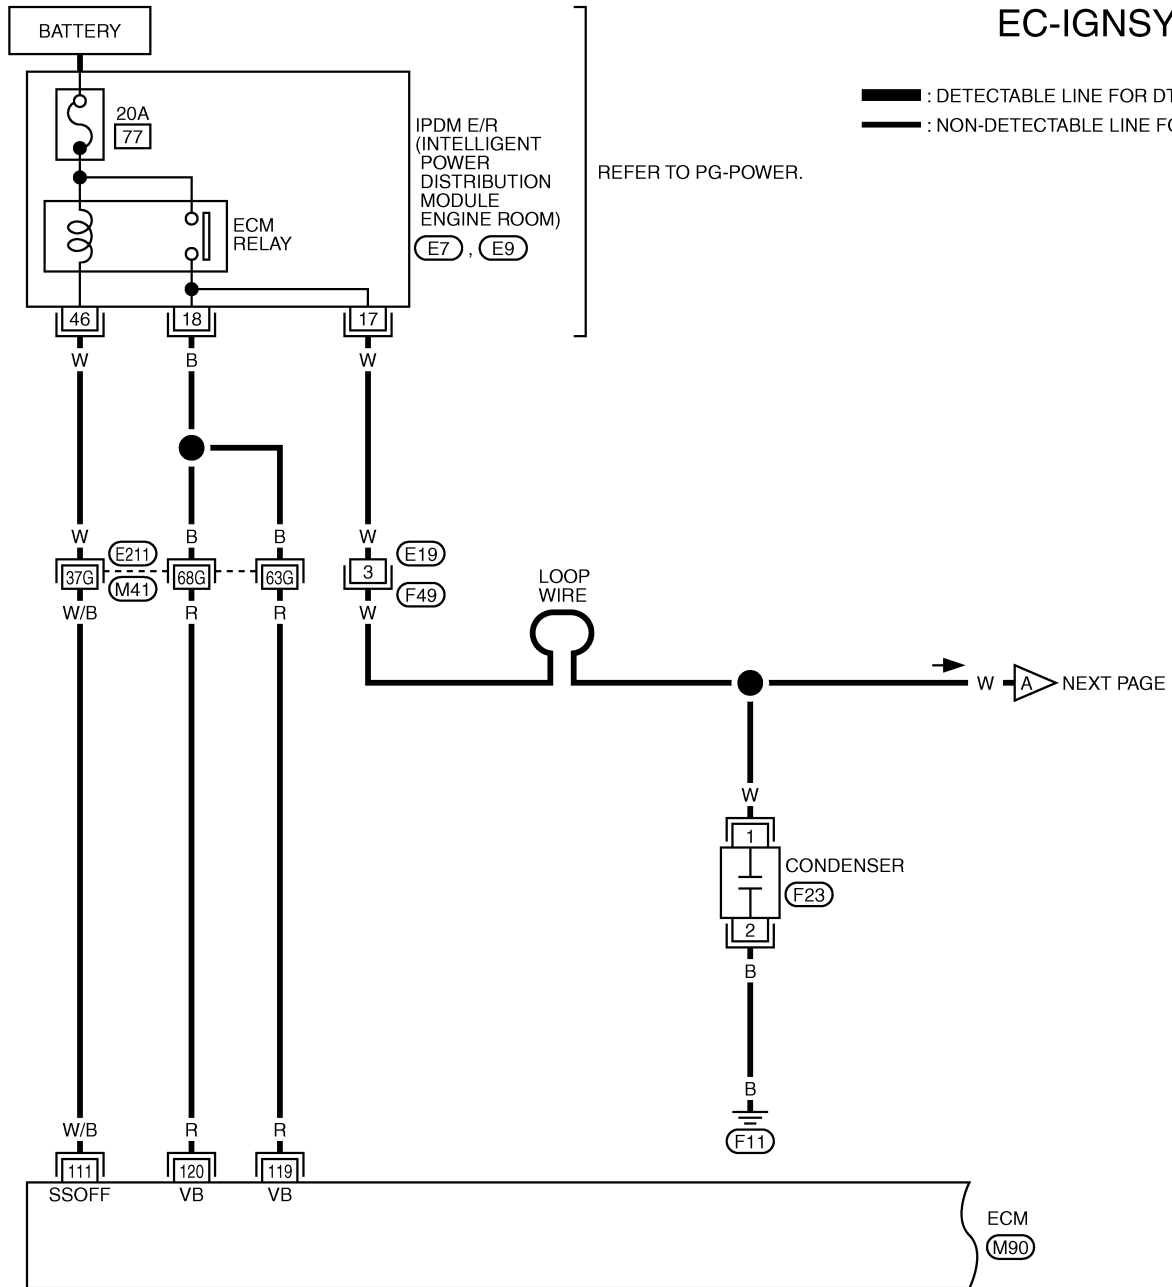 BATTERY
EC-IGNSY
: DETECTABLE LINE FOR DT
: NON-DETECTABLE LINE FO
20A
77
IPDM E/R
(INTELLIGENT
POWER
DISTRIBUTION
MODULE
ENGINE ROOM)
E7 , E9
REFER TO PG-POWER.
ECM
RELAY
46 18 17
W B W
W B B W
37G E211 M41 68G 63G 3 E19 F49
W/B R R W
LOOP
WIRE
W A NEXT PAGE
W
1
CONDENSER
F23
2
B
B
F11
W/B R R
111 120 119
SSOFF VB VB
ECM
M90